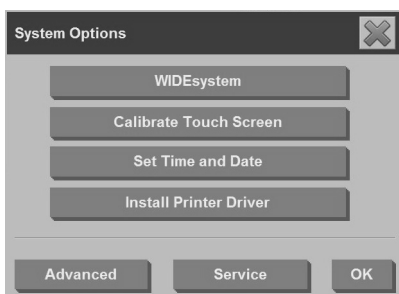 System Options
WIDEsystem
Calibrate Touch Screen
Set Time and Date
Install Printer Driver
Advanced Service OK